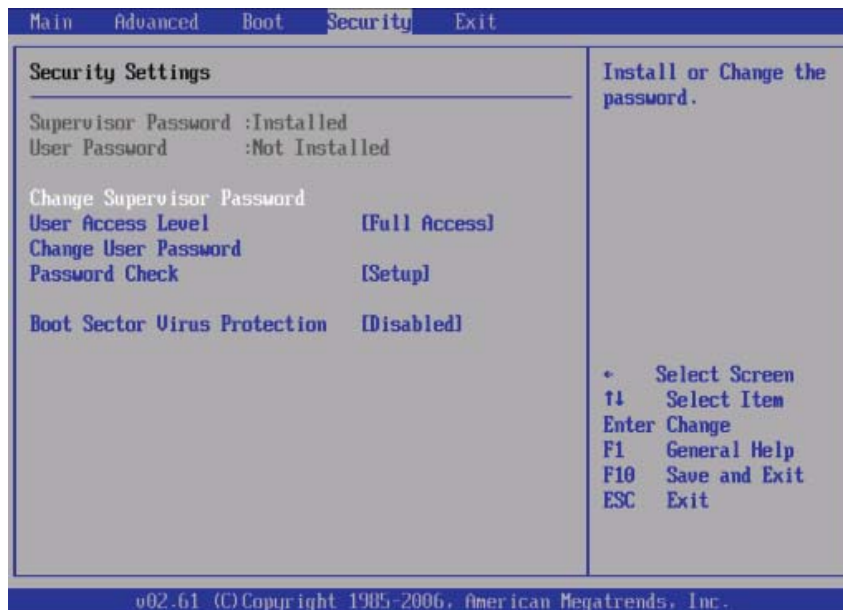 Main Advanced Boot Security Exit
Security Settings
Supervisor Password :Installed
User Password :Not Installed
Change Supervisor Password
User Access Level [Full Access]
Change User Password
Password Check [Setup]
Boot Sector Virus Protection [Disabled]
Install or Change the
password.
← Select Screen
↑↓ Select Item
Enter Change
F1 General Help
F10 Save and Exit
ESC Exit
v02.61 (C)Copyright 1985-2006, American Megatrends, Inc.